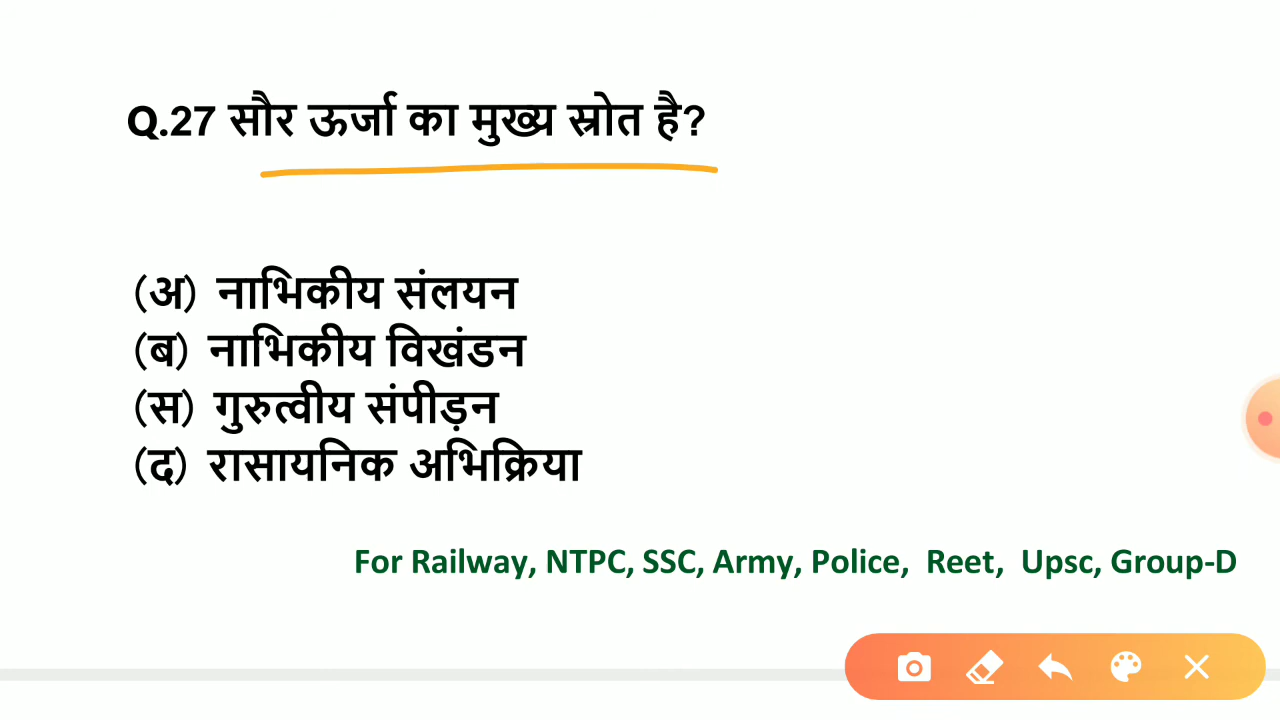 Q.27 सौर ऊर्जा का मुख्य स्रोत है?
(अ) नाभिकीय संलयन
(ब) नाभिकीय विखंडन
(स) गुरुत्वीय संपीड़न
(द) रासायनिक अभिक्रिया
For Railway, NTPC, SSC, Army, Police, Reet, Upsc, Group-D